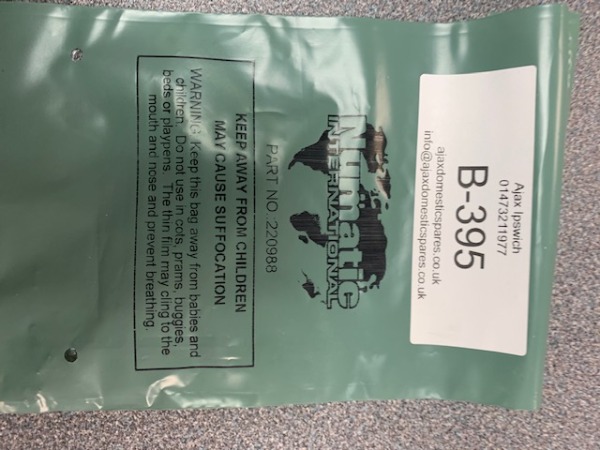 Ajax Ipswich
01473211977
B-395
ajaxdomesticspares.co.uk
info@ajaxdomesticspares.co.uk
Numatic
INTERNATIONAL
PART NO. 220988
KEEP AWAY FROM CHILDREN
MAY CAUSE SUFFOCATION
WARNING: Keep this bag away from babies and
children. Do not use in cots, prams, buggies,
beds or playpens. The thin film may cling to the
mouth and nose and prevent breathing.